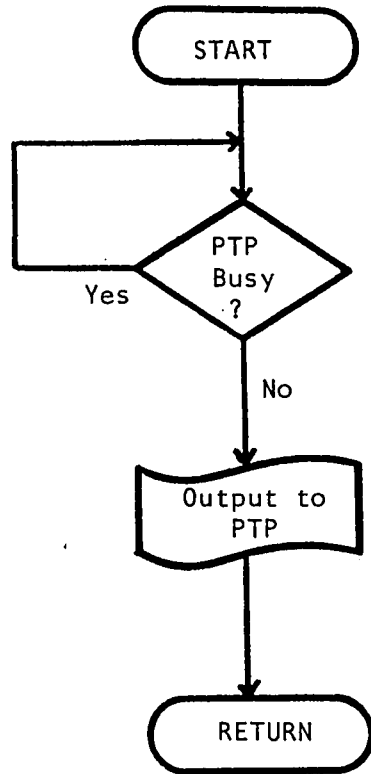 START
PTP
Busy
?
Yes
No
Output to
PTP
RETURN